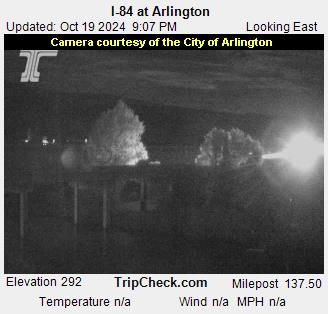 I-84 at Arlington
Updated: Oct 19 2024 9:07 PM Looking East
Camera courtesy of the City of Arlington
Elevation 292 TripCheck.com Milepost 137.50
Temperature n/a Wind n/a MPH n/a